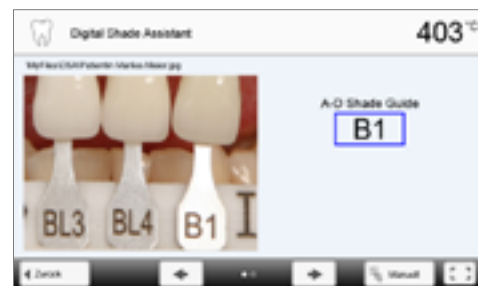 Digital Shade Assistant
403 °C
A-D Shade Guide
B1
BL3 BL4 B1
Zurück
Manuell